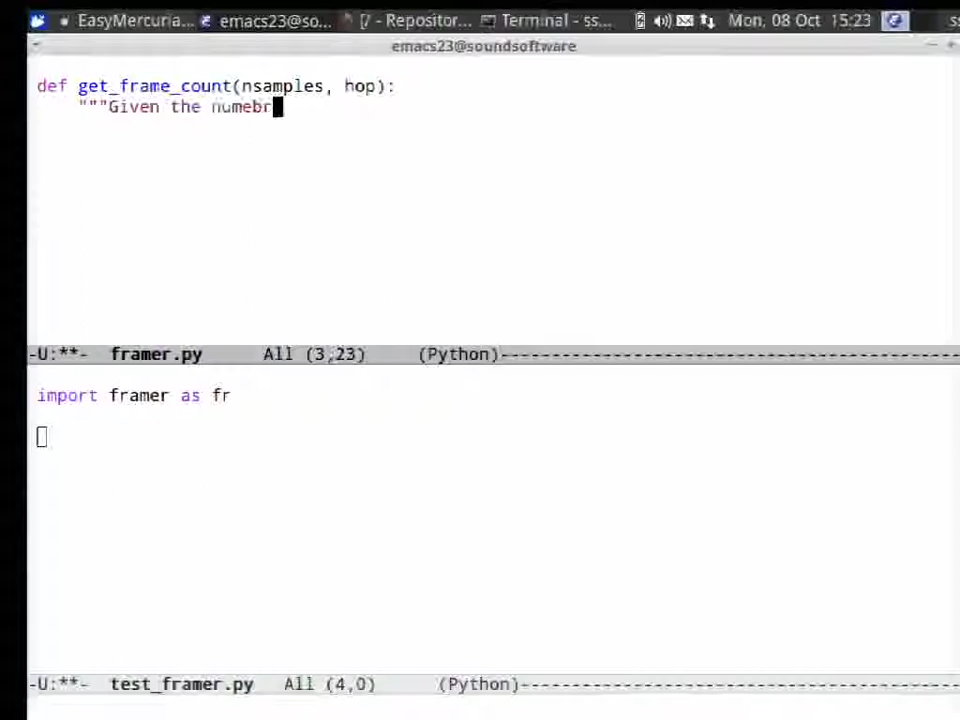 EasyMercuria... emacs23@so... [/ - Repositor... Terminal - ss... Mon, 08 Oct 15:23 ss
emacs23@soundsoftware
def get_frame_count(nsamples, hop):
"""Given the numebr
-U:**- framer.py All (3,23) (Python)--------------------------------------------
import framer as fr
-U:**- test_framer.py All (4,0) (Python)-------------------------------------------